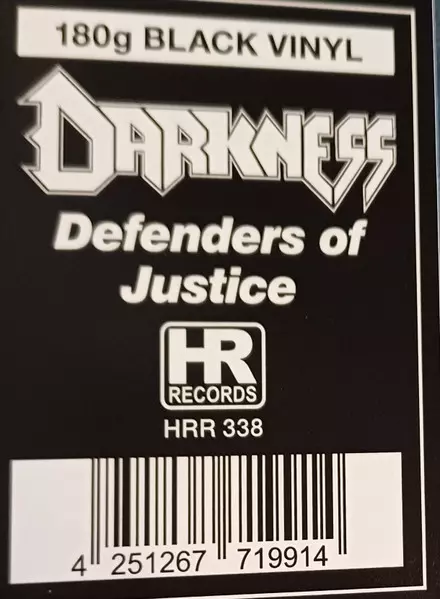 180g BLACK VINYL
DARKNESS
Defenders of
Justice
HR
RECORDS
HRR 338
4 251267 719914